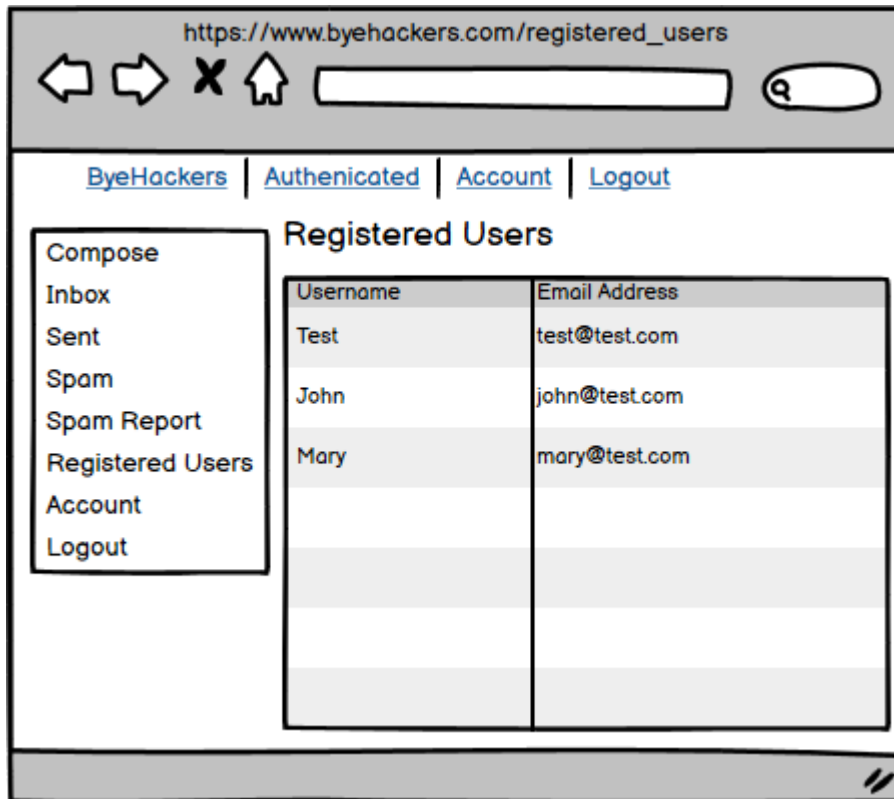 https://www.byehackers.com/registered_users
ByeHackers Authenicated Account Logout
Compose
Inbox
Sent
Spam
Spam Report
Registered Users
Account
Logout
Registered Users
Username Email Address
Test test@test.com
John john@test.com
Mary mary@test.com